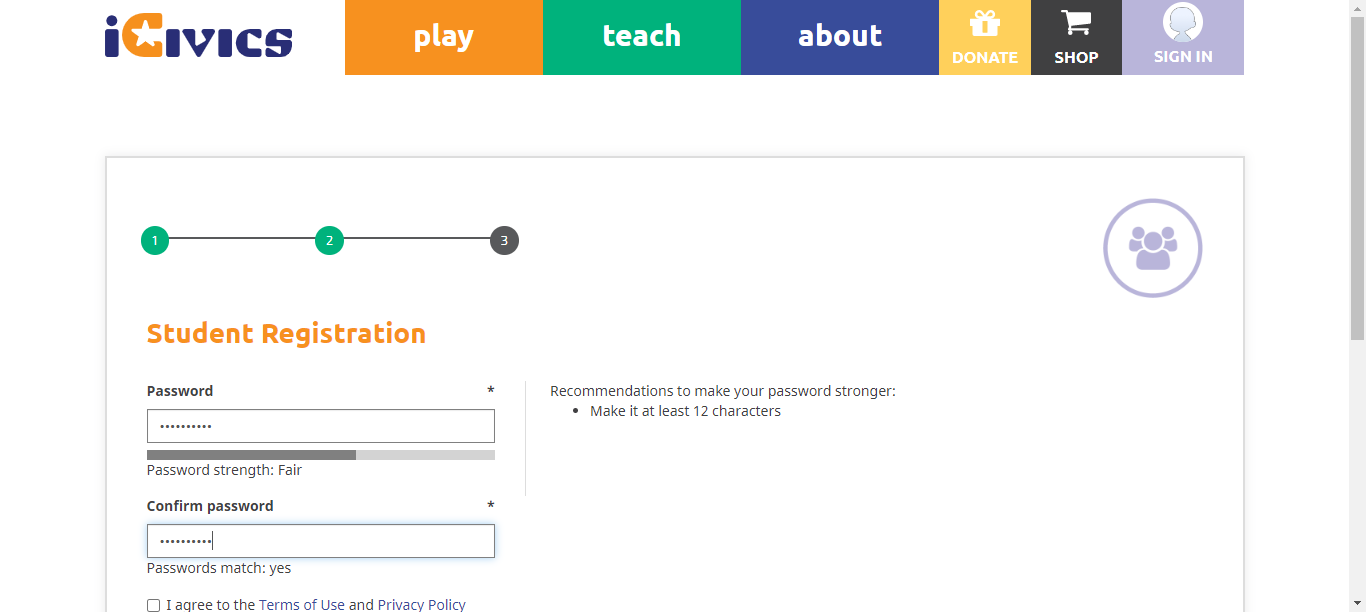 iCivics
play
teach
about
DONATE
SHOP
SIGN IN
1
2
3
Student Registration
Password *
••••••••••
Password strength: Fair
Recommendations to make your password stronger:
• Make it at least 12 characters
Confirm password *
••••••••••
Passwords match: yes
I agree to the Terms of Use and Privacy Policy